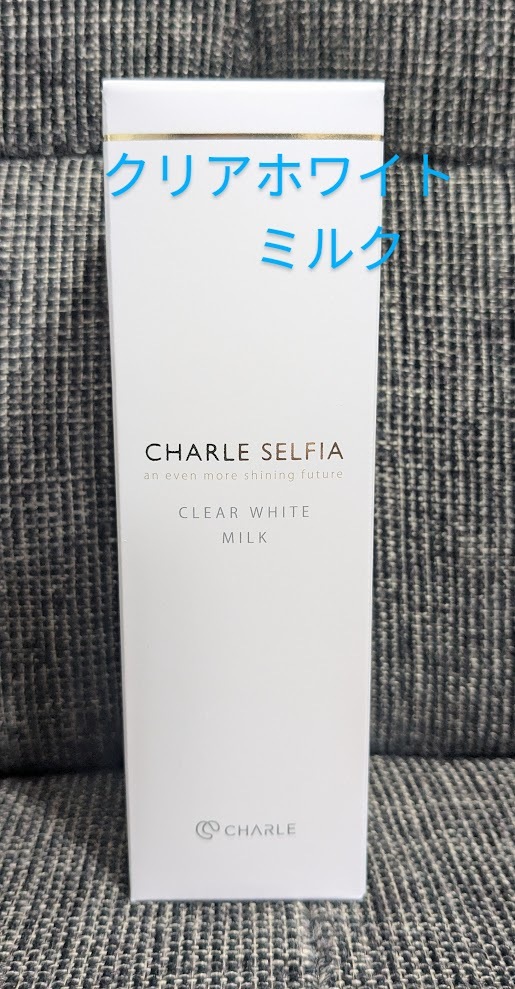 クリアホワイト
ミルク
CHARLE SELFIA
an even more shining future
CLEAR WHITE
MILK
CHARLE